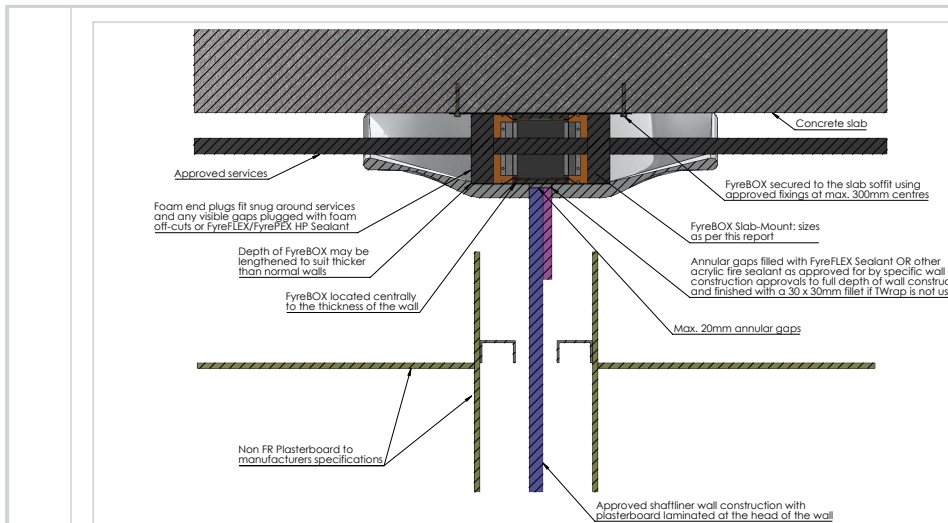 Concrete slab
Approved services
FyreBOX secured to the slab soffit using
approved fixings at max. 300mm centres
Foam end plugs fit snug around services
and any visible gaps plugged with foam
off-cuts or FyreFLEX/FyrePEX HP Sealant
FyreBOX Slab-Mount: sizes
as per this report
Depth of FyreBOX may be
lengthened to suit thicker
than normal walls
Annular gaps filled with FyreFLEX Sealant OR other
acrylic fire sealant as approved for by specific wall
construction approvals to full depth of wall construc
and finished with a 30 x 30mm fillet if TWrap is not us
FyreBOX located centrally
to the thickness of the wall
Max. 20mm annular gaps
Non FR Plasterboard to
manufacturers specifications
Approved shaftliner wall construction with
plasterboard laminated at the head of the wall